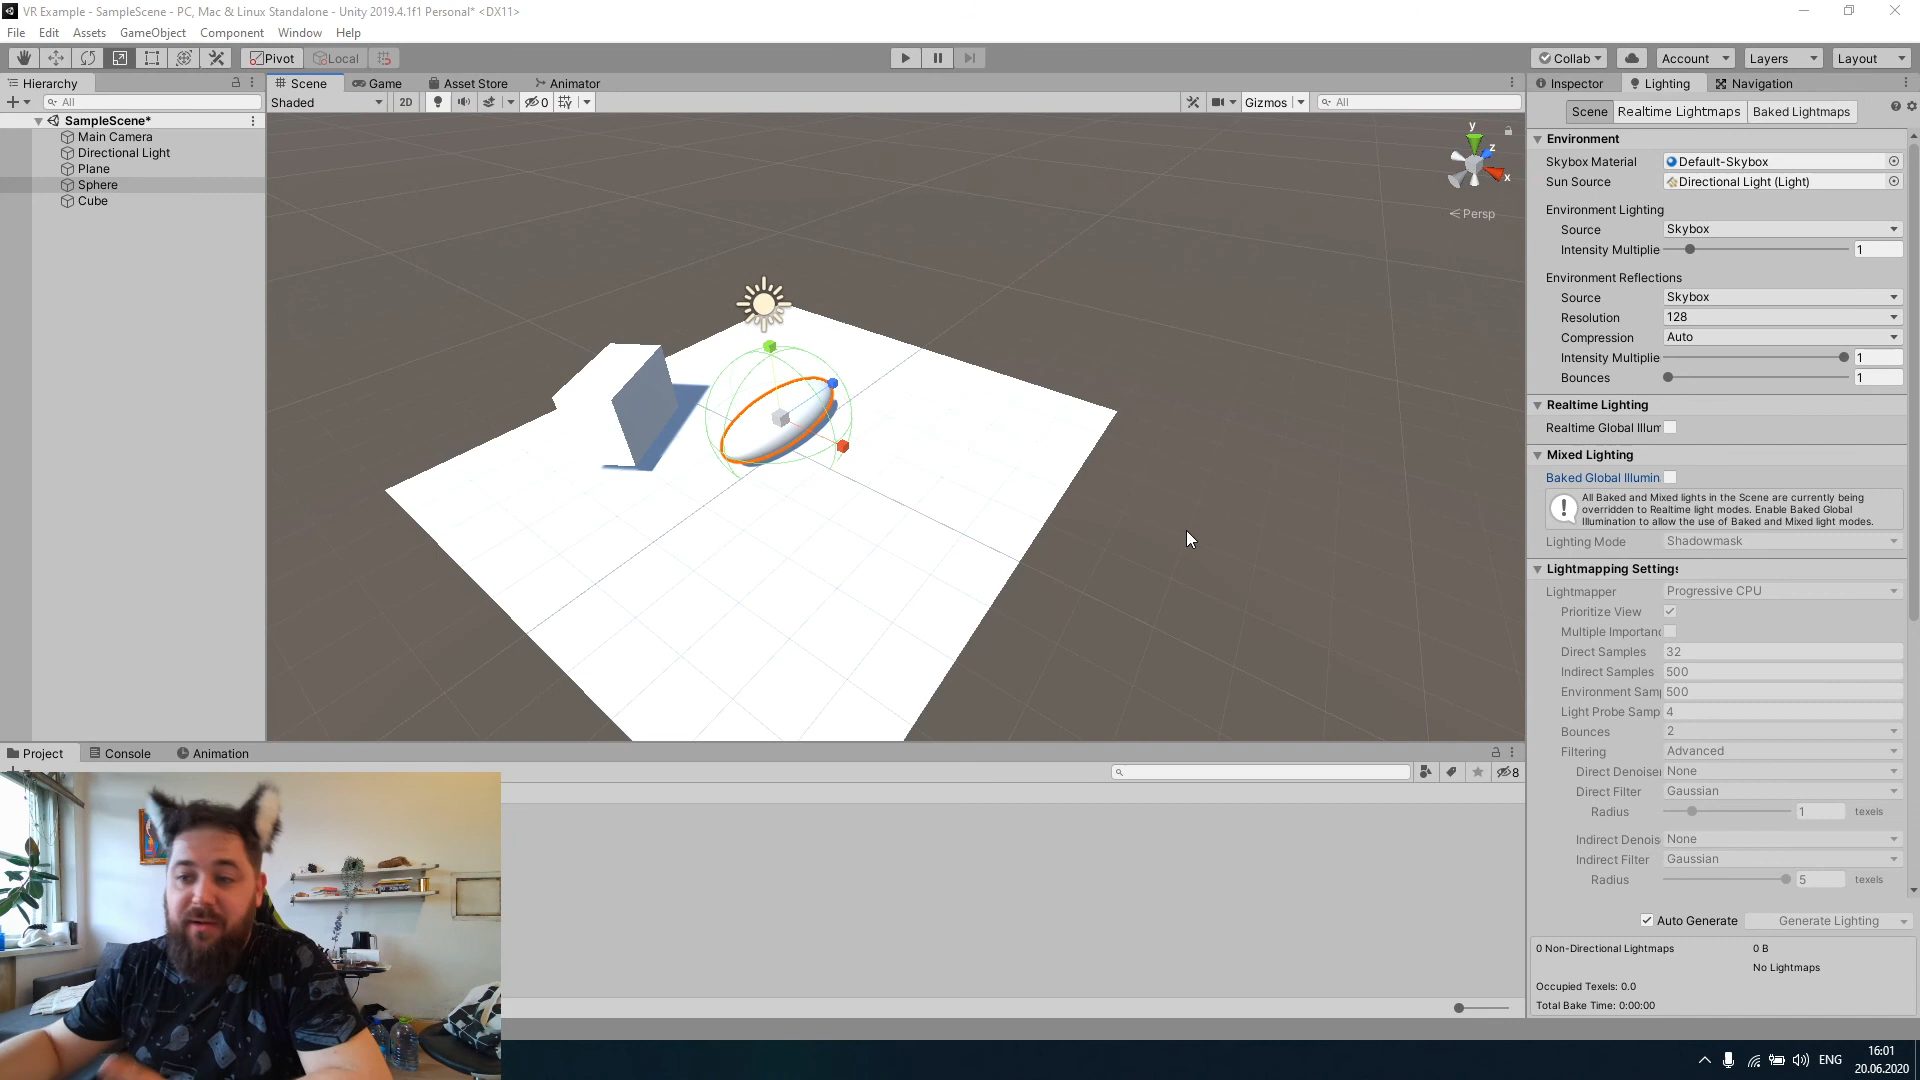 VR Example - SampleScene - PC, Mac & Linux Standalone - Unity 2019.4.1f1 Personal* <DX11>
File Edit Assets GameObject Component Window Help
Pivot Local Collab Account Layers Layout
Hierarchy
All
SampleScene*
Main Camera
Directional Light
Plane
Sphere
Cube
Scene Game Asset Store Animator
Shaded 2D 0 Gizmos All
y
z
x
Persp
Inspector Lighting Navigation
Scene Realtime Lightmaps Baked Lightmaps
Environment
Skybox Material Default-Skybox
Sun Source Directional Light (Light)
Environment Lighting
Source Skybox
Intensity Multiplie 1
Environment Reflections
Source Skybox
Resolution 128
Compression Auto
Intensity Multiplie 1
Bounces 1
Realtime Lighting
Realtime Global Illum
Mixed Lighting
Baked Global Illumin
All Baked and Mixed lights in the Scene are currently being
overridden to Realtime light modes. Enable Baked Global
Illumination to allow the use of Baked and Mixed light modes.
Lighting Mode Shadowmask
Lightmapping Settings
Lightmapper Progressive CPU
Prioritize View
Multiple Importanc
Direct Samples 32
Indirect Samples 500
Environment Samp 500
Light Probe Samp 4
Bounces 2
Filtering Advanced
Direct Denoiser None
Direct Filter Gaussian
Radius 1 texels
Indirect Denois None
Indirect Filter Gaussian
Radius 5 texels
Auto Generate Generate Lighting
0 Non-Directional Lightmaps 0 B
No Lightmaps
Occupied Texels: 0.0
Total Bake Time: 0:00:00
Project Console Animation
8
ENG
16:01
20.06.2020